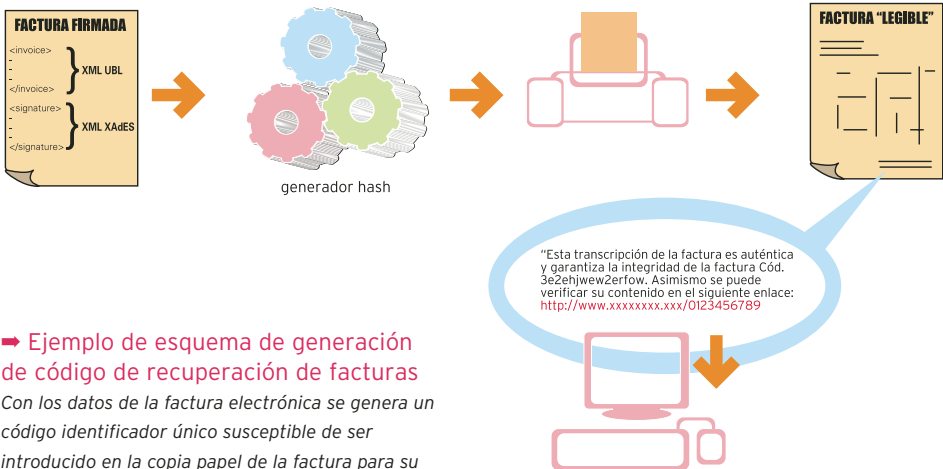 FACTURA FIRMADA
<invoice>
</invoice>
XML UBL
<signature>
</signature>
XML XAdES
generador hash
FACTURA “LEGIBLE”
“Esta transcripción de la factura es auténtica
y garantiza la integridad de la factura Cód.
3e2ehjwew2erfow. Asimismo se puede
verificar su contenido en el siguiente enlace:
http://www.xxxxxxxx.xxx/0123456789
➡ Ejemplo de esquema de generación
de código de recuperación de facturas
Con los datos de la factura electrónica se genera un
código identificador único susceptible de ser
introducido en la copia papel de la factura para su